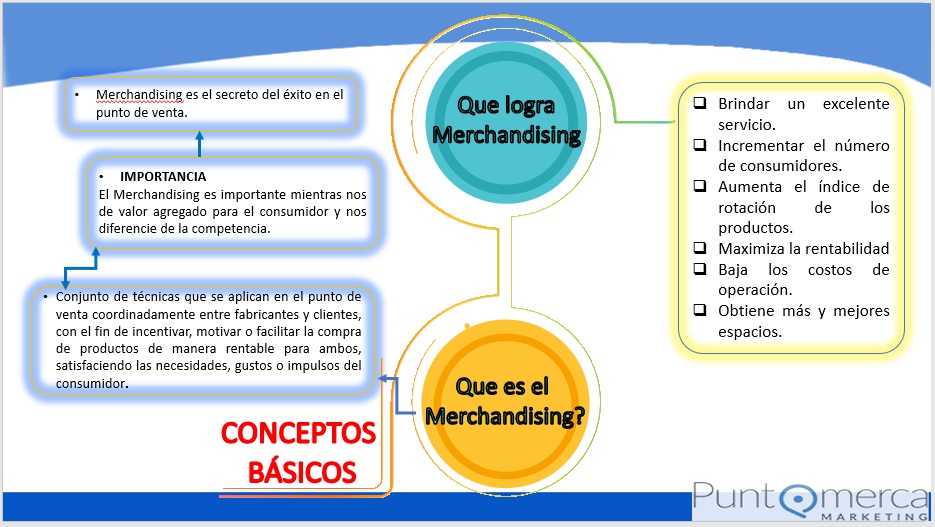 Que logra
Merchandising
• Merchandising es el secreto del éxito en el
punto de venta.
• IMPORTANCIA
El Merchandising es importante mientras nos
de valor agregado para el consumidor y nos
diferencie de la competencia.
• Conjunto de técnicas que se aplican en el punto de
venta coordinadamente entre fabricantes y clientes,
con el fin de incentivar, motivar o facilitar la compra
de productos de manera rentable para ambos,
satisfaciendo las necesidades, gustos o impulsos del
consumidor.
❑ Brindar un excelente
servicio.
❑ Incrementar el número
de consumidores.
❑ Aumenta el índice de
rotación de los
productos.
❑ Maximiza la rentabilidad
❑ Baja los costos de
operación.
❑ Obtiene más y mejores
espacios.
Que es el
Merchandising?
CONCEPTOS
BÁSICOS
Puntomerca
MARKETING